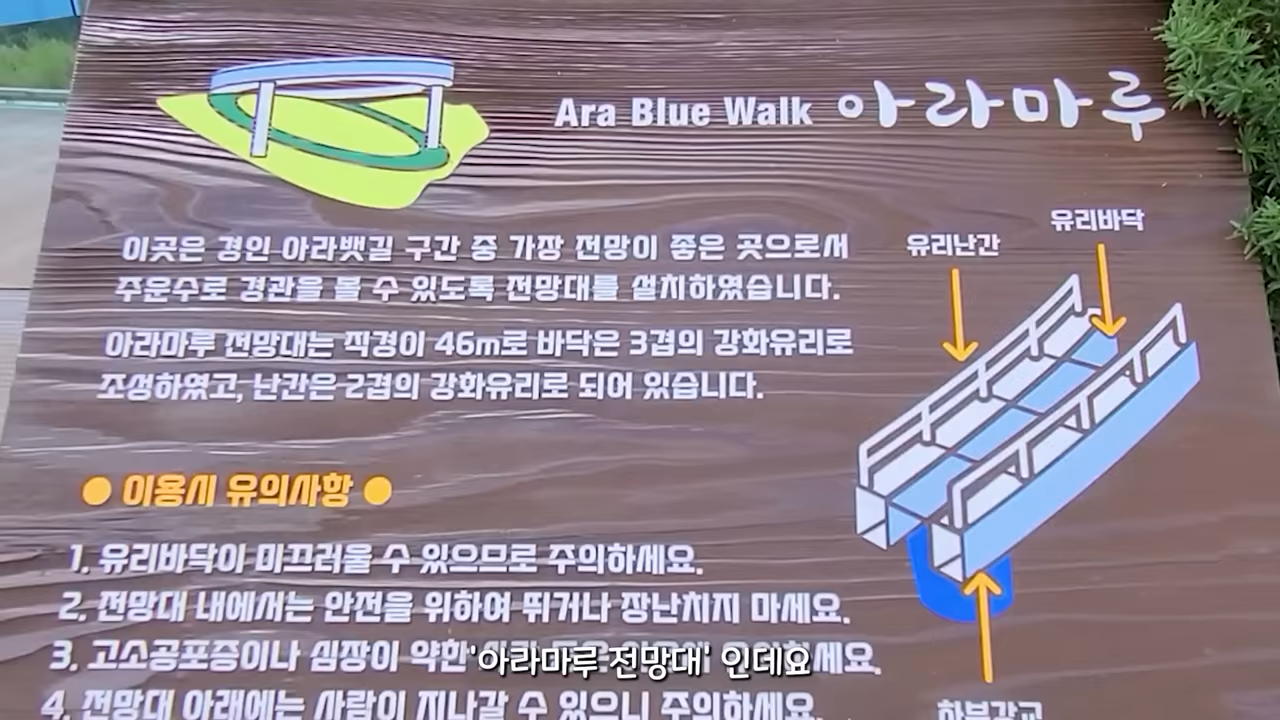 Ara Blue Walk 아라마루
이곳은 경인 아라뱃길 구간 중 가장 전망이 좋은 곳으로서
주운수로 경관을 볼 수 있도록 전망대를 설치하였습니다.
아라마루 전망대는 직경이 46m로 바닥은 3겹의 강화유리로
조성하였고, 난간은 2겹의 강화유리로 되어 있습니다.
유리난간
유리바닥
● 이용시 유의사항 ●
1. 유리바닥이 미끄러울 수 있으므로 주의하세요.
2. 전망대 내에서는 안전을 위하여 뛰거나 장난치지 마세요.
3. 고소공포증이나 심장이 약한
4. 전망대 아래에는 사람이 지나갈 수 있으니 주의하세요.
하부강교
'아라마루 전망대' 인데요